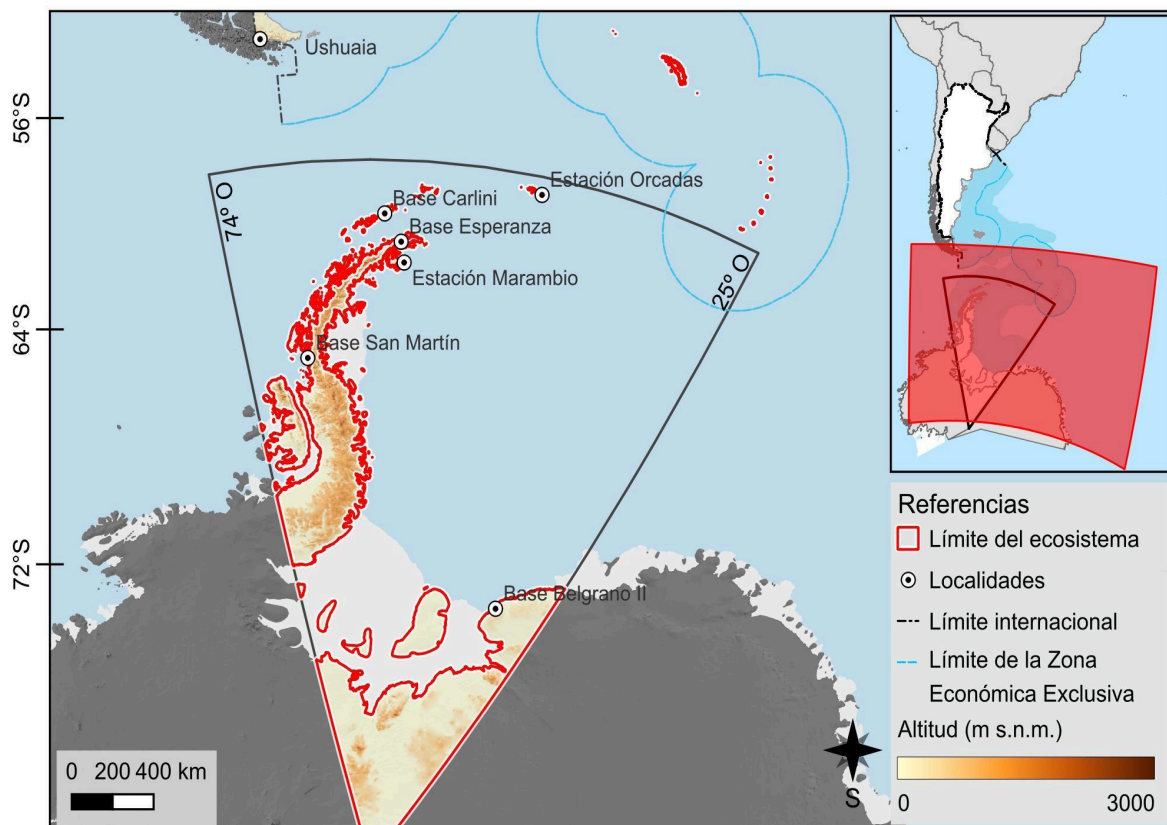 Ushuaia
56°S
74º O
Estación Orcadas
Base Carlini
Base Esperanza
25º O
Estación Marambio
64°S
Base San Martín
72°S
Base Belgrano II
0 200 400 km
S
Referencias
Límite del ecosistema
Localidades
Límite internacional
Límite de la Zona
Económica Exclusiva
Altitud (m s.n.m.)
0 3000